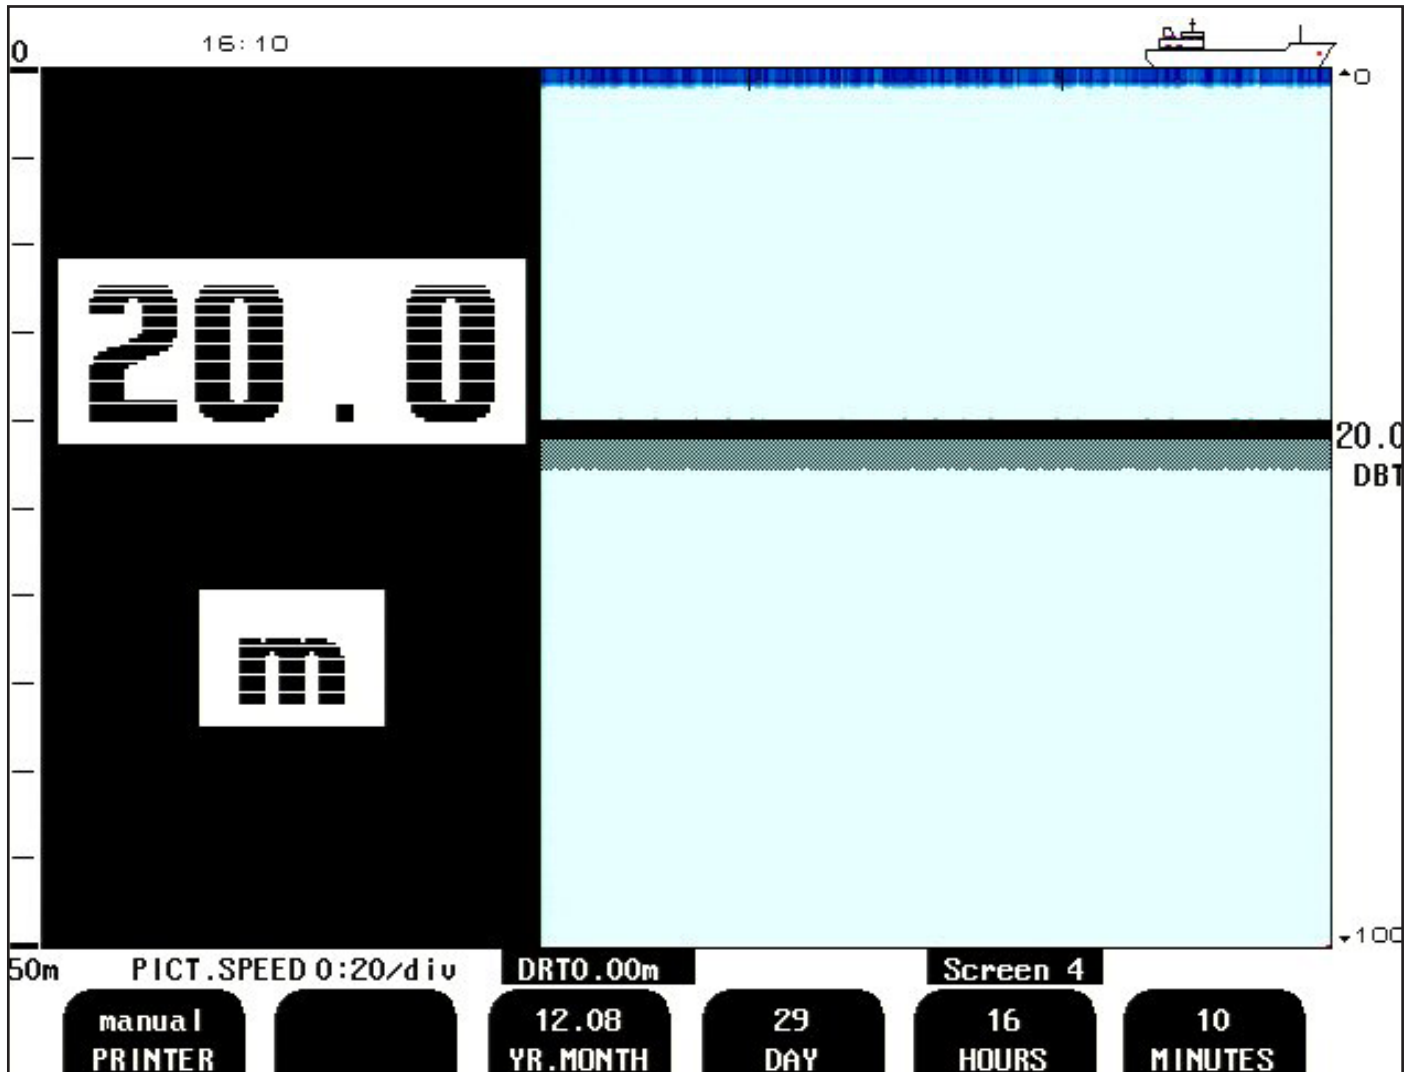 0
16:10
▲0
20.0
20.0
DBT
m
▼100
50m
PICT.SPEED 0:20/div
DRT0.00m
Screen 4
manual
PRINTER
12.08
YR.MONTH
29
DAY
16
HOURS
10
MINUTES